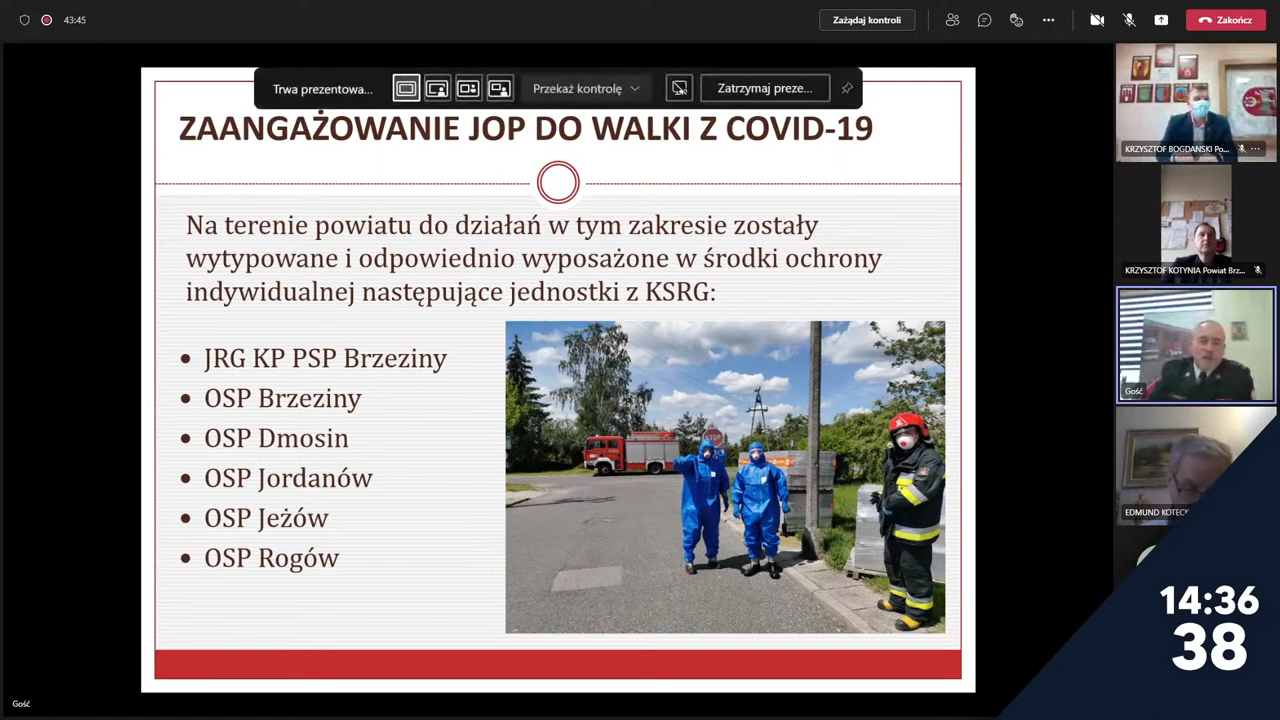 43:45
Zażądaj kontroli
Zakończ
Trwa prezentowa...
Przekaż kontrolę
Zatrzymaj preze...
ZAANGAŻOWANIE JOP DO WALKI Z COVID-19
Na terenie powiatu do działań w tym zakresie zostały
wytypowane i odpowiednio wyposażone w środki ochrony
indywidualnej następujące jednostki z KSRG:
• JRG KP PSP Brzeziny
• OSP Brzeziny
• OSP Dmosin
• OSP Jordanów
• OSP Jeżów
• OSP Rogów
STOP
KRZYSZTOF BOGDAŃSKI Po...
KRZYSZTOF KOTYNIA Powiat Brz...
Gość
EDMUND KOTECK
14:36
38
Gość